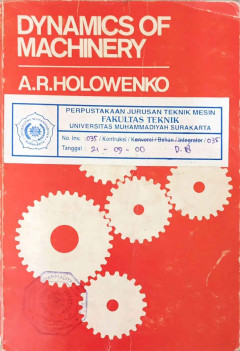 DYNAMICS OF
MACHINERY
A.R.HOLOWENKO
PERPUSTAKAAN JURUSAN TEKNIK MESIN
FAKULTAS TEKNIK
UNIVERSITAS MUHAMMADIYAH SURAKARTA
No. Inv. : 035 / Kontruksi / Konversi / Bahan / Integrator / 035
Tanggal : 21 - 09 - 00